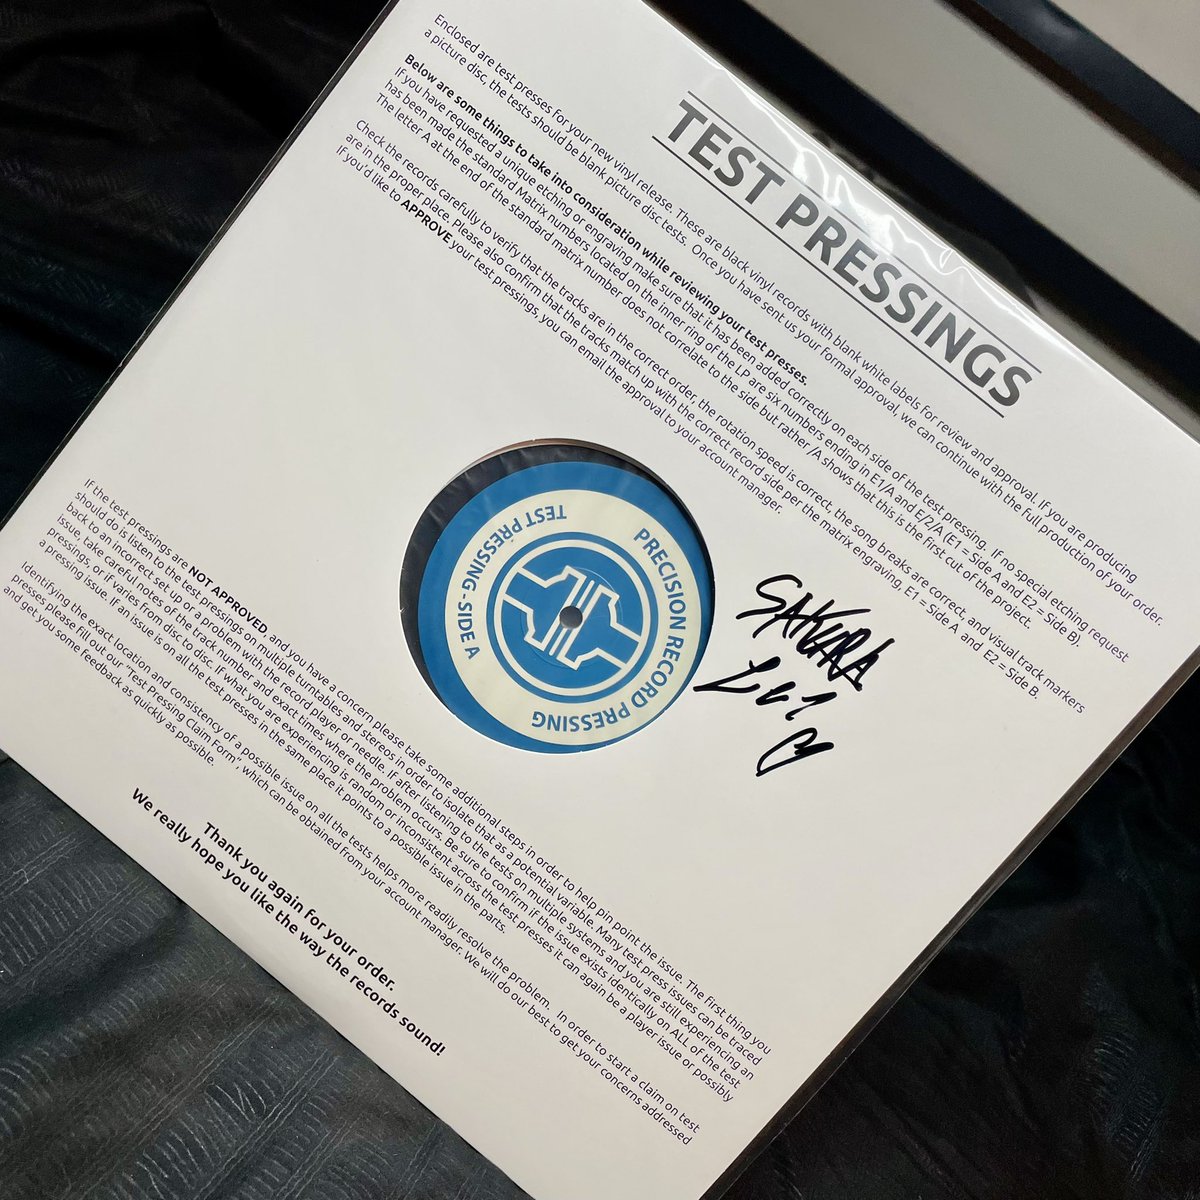 TEST PRESSINGS
Enclosed are test presses for your new vinyl release. These are black vinyl records with blank white labels for review and approval. If you are producing
a picture disc, the tests should be blank picture disc tests. Once you have sent us your formal approval, we can continue with the full production of your order.
Below are some things to take into consideration while reviewing your test presses.
If you have requested a unique etching or engraving make sure that it has been added correctly on each side of the test pressing. IF no special etching request
has been made the standard Matrix numbers located on the inner ring of the LP are six numbers ending in E1/A and E/2/A (E1 = Side A and E2 = Side B).
The letter A at the end of the standard matrix number does not correlate to the side but rather /A shows that this is the first cut of the project.
Check the records carefully to verify that the tracks are in the correct order, the rotation speed is correct, the song breaks are correct, and visual track markers
are in the proper place. Please also confirm that the tracks match up with the correct record side per the matrix engraving, E1 = Side A and E2 = Side B.
If you'd like to APPROVE your test pressings, you can email the approval to your account manager.
PRECISION RECORD PRESSING
TEST PRESSING - SIDE A
SAKURA
If the test pressings are NOT APPROVED, and you have a concern please take some additional steps in order to help pin point the issue. The first thing you
should do is listen to the test pressings on multiple turntables and stereos in order to isolate that as a potential variable. Many test press issues can be traced
back to an incorrect set up or a problem with the record player or needle. If after listening to the tests on multiple systems and you are still experiencing an
issue, take careful notes of the track number and exact times where the problem occurs. Be sure to confirm if the issue exists identically on ALL of the test
pressings, or if varies from disc to disc. If what you are experiencing is random or inconsistent across the test presses it can again be a player issue or possibly
a pressing issue. If an issue is on all the test presses in the same place it points to a possible issue in the parts.
Identifying the exact location and consistency of a possible issue on all the tests helps more readily resolve the problem. In order to start a claim on test
presses please fill out our "Test Pressing Claim Form", which can be obtained from your account manager. We will do our best to get your concerns addressed
and get you some feedback as quickly as possible.
Thank you again for your order.
We really hope you like the way the records sound!